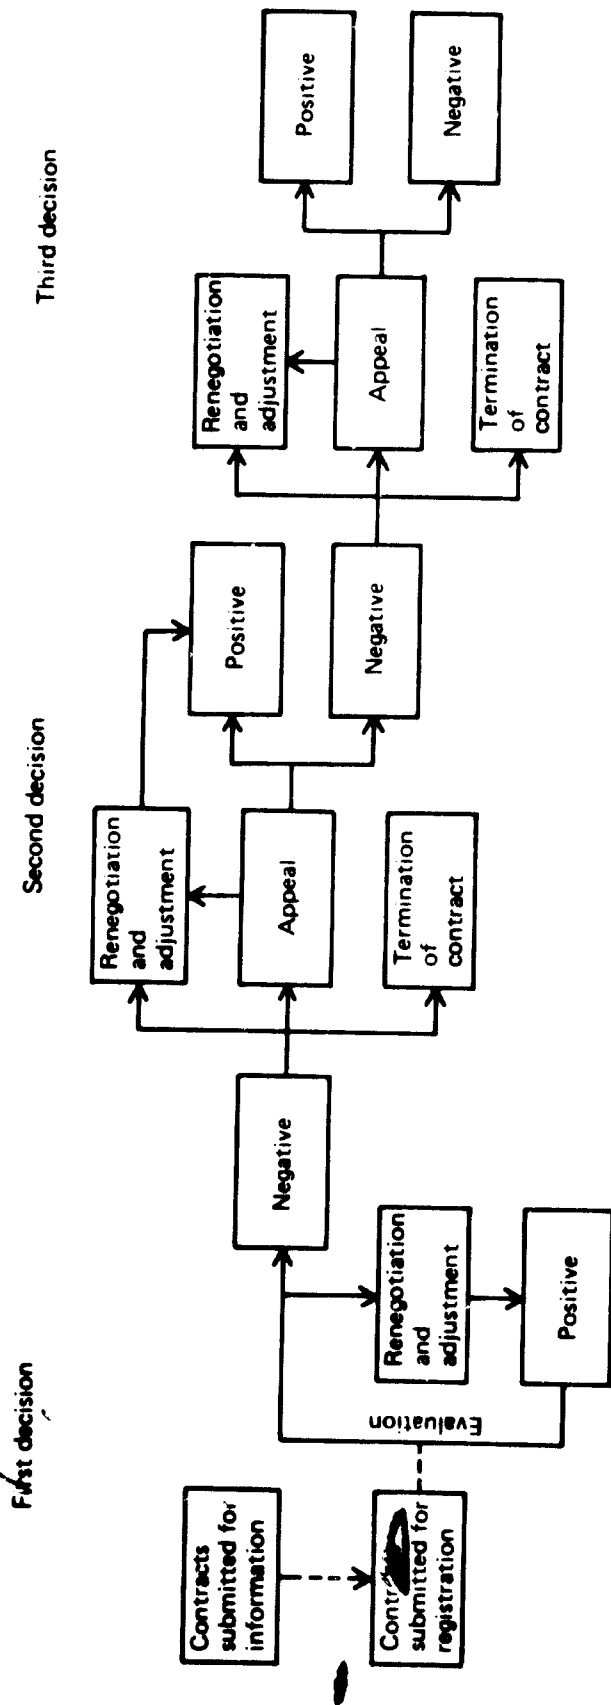 First decision
Second decision
Third decision
Contracts
submitted for
information
Contracts
submitted for
registration
Evaluation
Negative
Renegotiation
and
adjustment
Positive
Renegotiation
and
adjustment
Appeal
Termination
of
contract
Positive
Negative
Renegotiation
and
adjustment
Appeal
Termination
of
contract
Positive
Negative